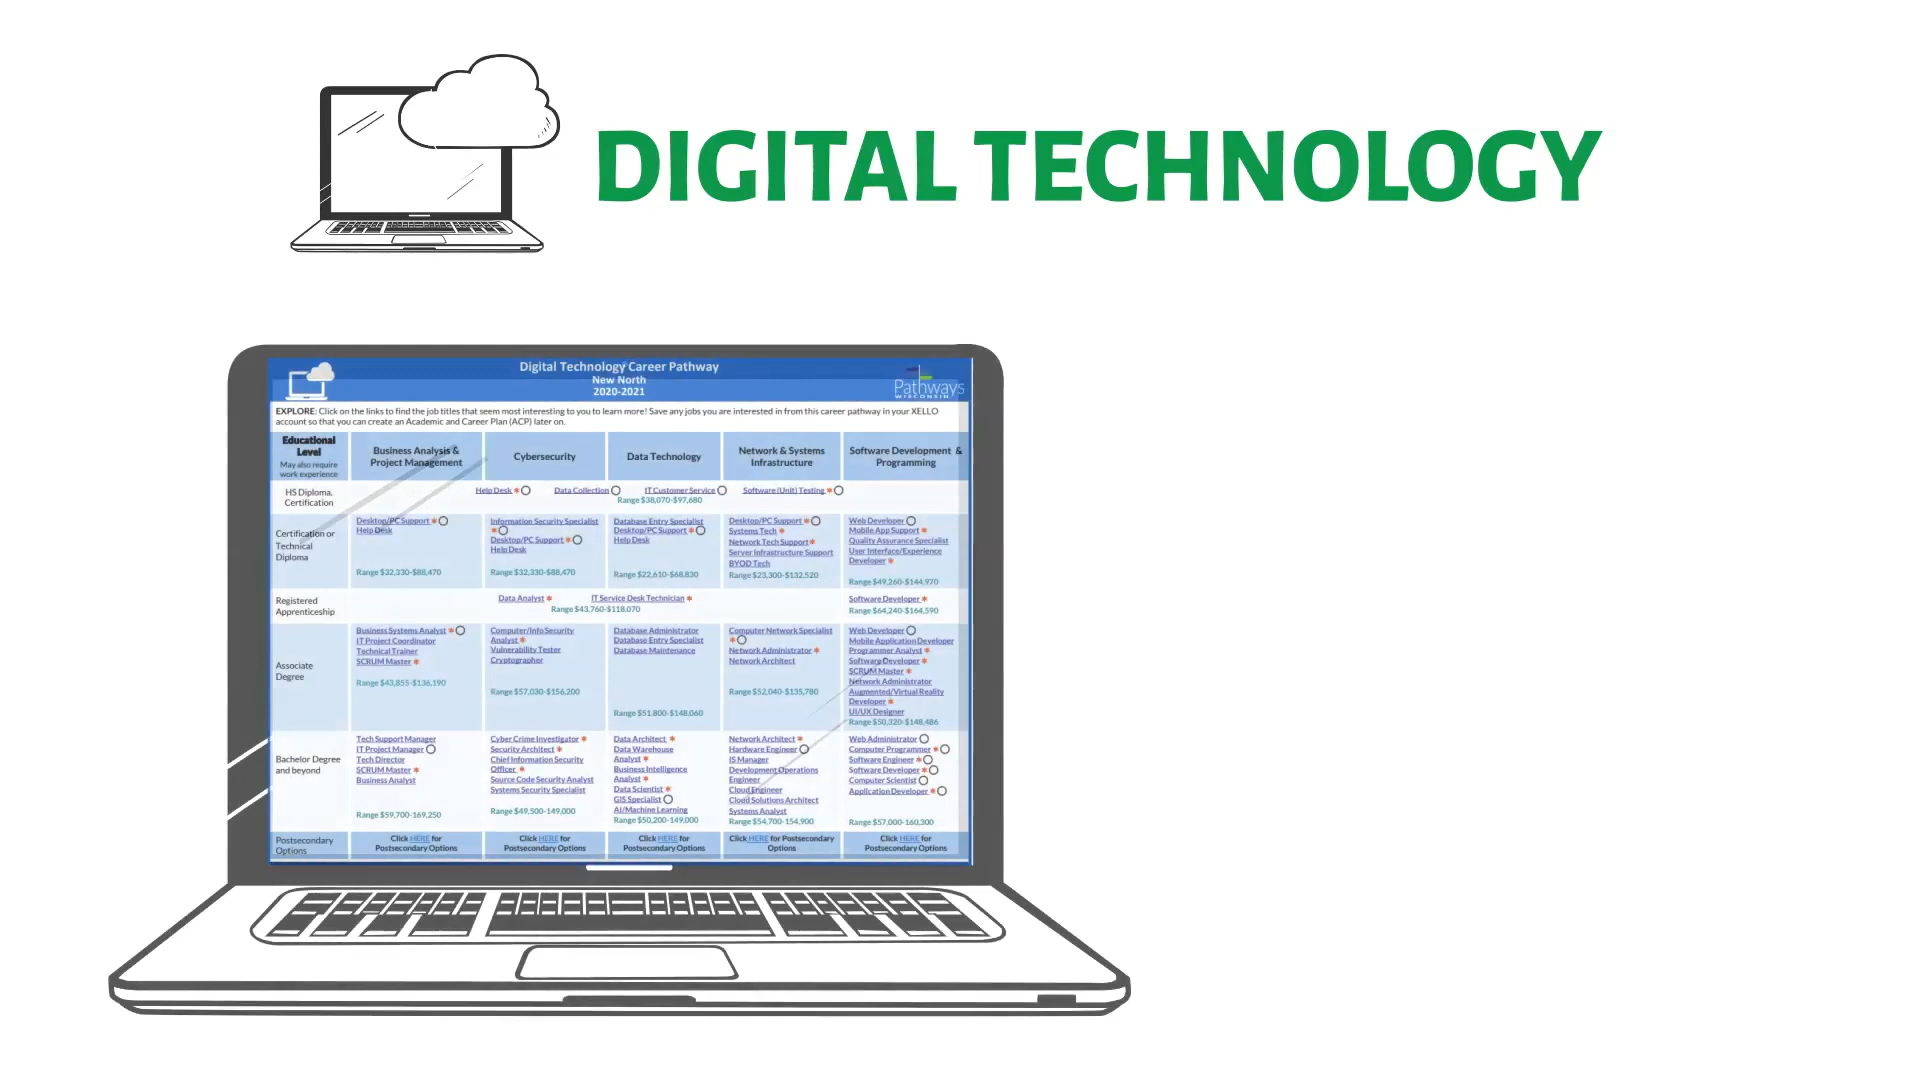 DIGITAL TECHNOLOGY
Digital Technology Career Pathway
New North
2020-2021
Pathways
WISCONSIN
EXPLORE: Click on the links to find the job titles that seem most interesting to you to learn more! Save any jobs you are interested in from this career pathway in your XELLO
account so that you can create an Academic and Career Plan (ACP) later on.
Educational
Level
May also require
work experience
Business Analysis &
Project Management
Cybersecurity
Data Technology
Network & Systems
Infrastructure
Software Development &
Programming
HS Diploma,
Certification
Help Desk * Data Collection IT Customer Service Software (Unit) Testing *
Range $38,070-$97,680
Certification or
Technical
Diploma
Desktop/PC Support *
Help Desk
Range $32,330-$88,470
Information Security Specialist
*
Desktop/PC Support *
Help Desk
Range $32,330-$88,470
Database Entry Specialist
Desktop/PC Support *
Help Desk
Range $22,610-$68,830
Desktop/PC Support *
Systems Tech *
Network Tech Support *
Server Infrastructure Support
BYOD Tech
Range $23,300-$132,520
Web Developer
Mobile App Support *
Quality Assurance Specialist
User Interface/Experience
Developer *
Range $49,260-$144,970
Registered
Apprenticeship
Data Analyst * IT Service Desk Technician *
Range $43,760-$118,070
Software Developer *
Range $64,240-$164,590
Associate
Degree
Business Systems Analyst *
IT Project Coordinator
Technical Trainer
SCRUM Master *
Range $43,855-$136,190
Computer/Info Security
Analyst *
Vulnerability Tester
Cryptographer
Range $57,030-$156,200
Database Administrator
Database Entry Specialist
Database Maintenance
Range $51.800-$148,060
Computer Network Specialist
*
Network Administrator *
Network Architect
Range $52,040-$135,780
Web Developer
Mobile Application Developer
Programmer Analyst *
Software Developer *
SCRUM Master *
Network Administrator
Augmented/Virtual Reality
Developer *
UI/UX Designer
Range $50,320-$148,486
Bachelor Degree
and beyond
Tech Support Manager
IT Project Manager
Tech Director
SCRUM Master *
Business Analyst
Range $59,700-169,250
Cyber Crime Investigator *
Security Architect *
Chief Information Security
Officer *
Source Code Security Analyst
Systems Security Specialist
Range $49,500-149,000
Data Architect *
Data Warehouse
Analyst *
Business Intelligence
Analyst *
Data Scientist *
GIS Specialist
AI/Machine Learning
Range $50,200-149,000
Network Architect *
Hardware Engineer
IS Manager
Development Operations
Engineer
Cloud Engineer
Cloud Solutions Architect
Systems Analyst
Range $54,700-154,900
Web Administrator
Computer Programmer *
Software Engineer *
Software Developer *
Computer Scientist
Application Developer *
Range $57,000-160,300
Postsecondary
Options
Click HERE for
Postsecondary Options
Click HERE for
Postsecondary Options
Click HERE for
Postsecondary Options
Click HERE for Postsecondary
Options
Click HERE for
Postsecondary Options